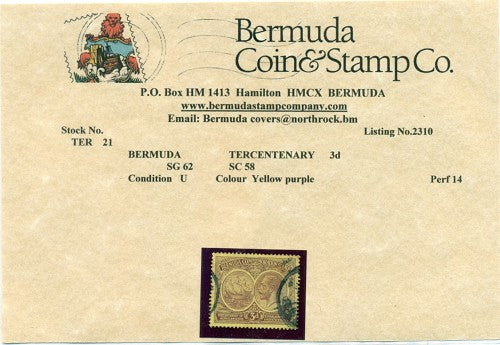 Bermuda
Coin&Stamp Co.
P.O. Box HM 1413 Hamilton HMCX BERMUDA
www.bermudastampcompany.com
Email: Bermuda covers@northrock.bm
Stock No. Listing No.2310
TER 21
BERMUDA TERCENTENARY 3d
SG 62 SC 58
Condition U Colour Yellow purple Perf 14
3d